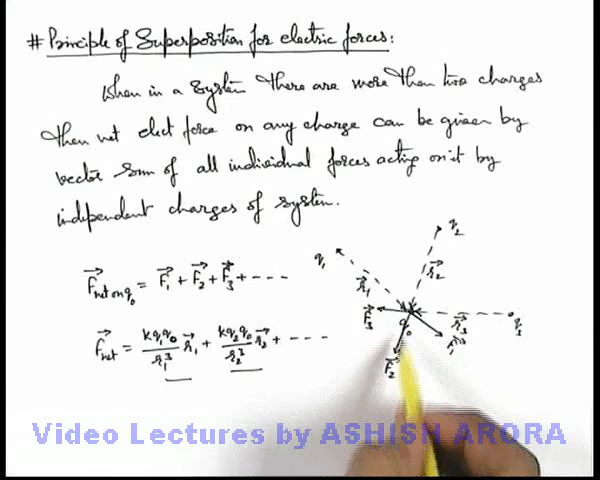 # Principle of Superposition for electric forces:
When in a system there are more than two charges
then net elect force on any charge can be given by
vector sum of all individual forces acting on it by
independent charges of system.
q₁ q₂
r⃗₁ r⃗₂
F⃗net on q₀ = F⃗₁ + F⃗₂ + F⃗₃ + - - - -
F⃗₃ q₀ r⃗₃ q₃
F⃗net = kq₁q₀/r₁³ r⃗₁ + kq₂q₀/r₂³ r⃗₂ + - - - -
F⃗₁
F⃗₂
Video Lectures by ASHISH ARORA